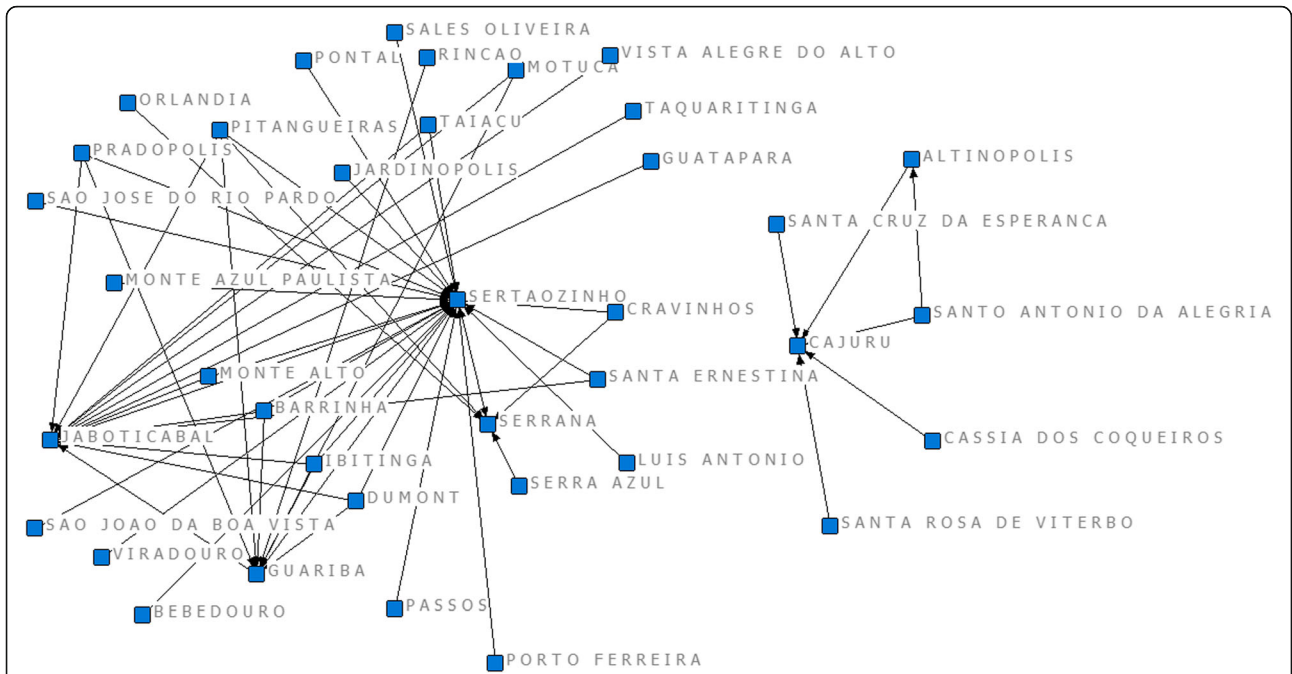 SALES OLIVEIRA
PONTAL
RINCAO
MOTUCA
VISTA ALEGRE DO ALTO
ORLANDIA
PITANGUEIRAS
TAIACU
TAQUARITINGA
PRADOPOLIS
JARDINOPOLIS
GUATAPARA
ALTINOPOLIS
SAO JOSE DO RIO PARDO
SANTA CRUZ DA ESPERANCA
MONTE AZUL PAULISTA
SERTAOZINHO
CRAVINHOS
SANTO ANTONIO DA ALEGRIA
CAJURU
MONTE ALTO
SANTA ERNESTINA
BARRINHA
SERRANA
JABOTICABAL
CASSIA DOS COQUEIROS
IBITINGA
LUIS ANTONIO
SERRA AZUL
DUMONT
SAO JOAO DA BOA VISTA
SANTA ROSA DE VITERBO
VIRADOURO
GUARIBA
BEBEDOURO
PASSOS
PORTO FERREIRA